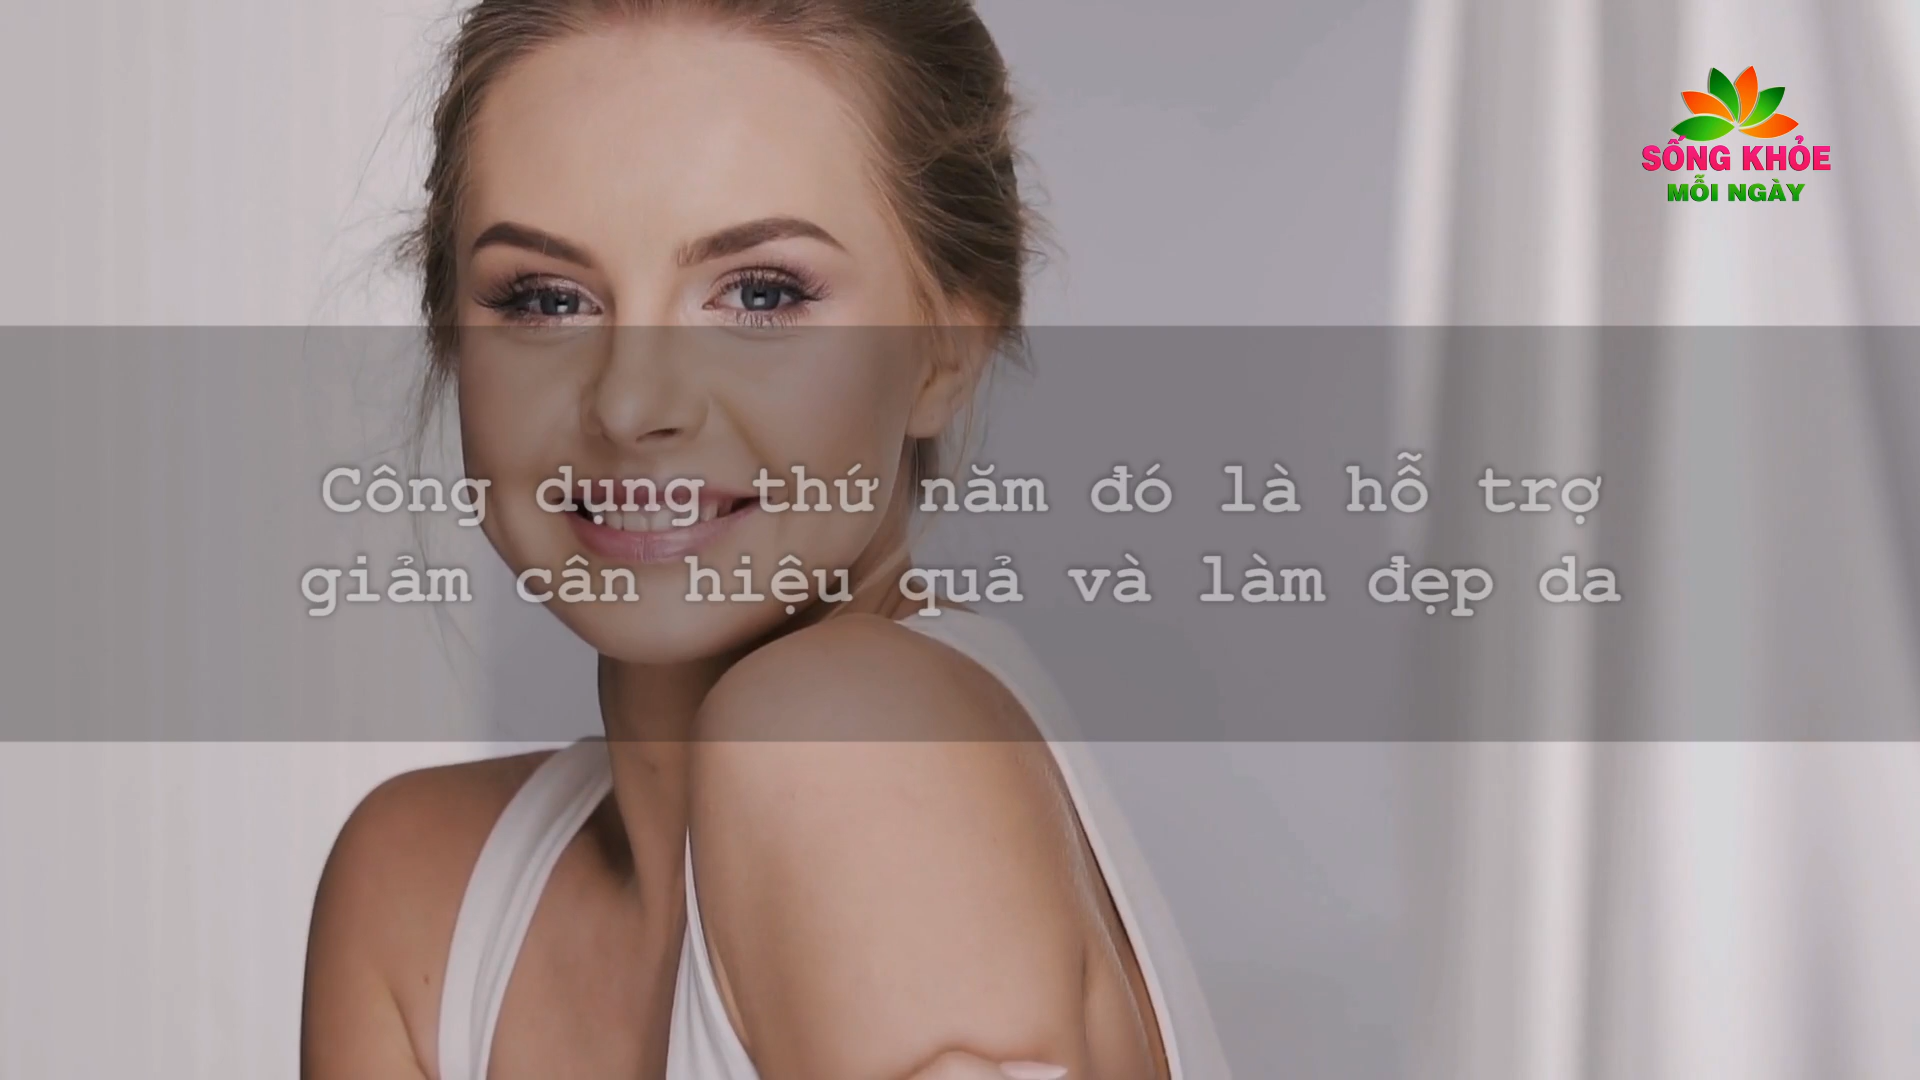 SỐNG KHỎE
MỖI NGÀY
Công dụng thứ năm đó là hỗ trợ
giảm cân hiệu quả và làm đẹp da